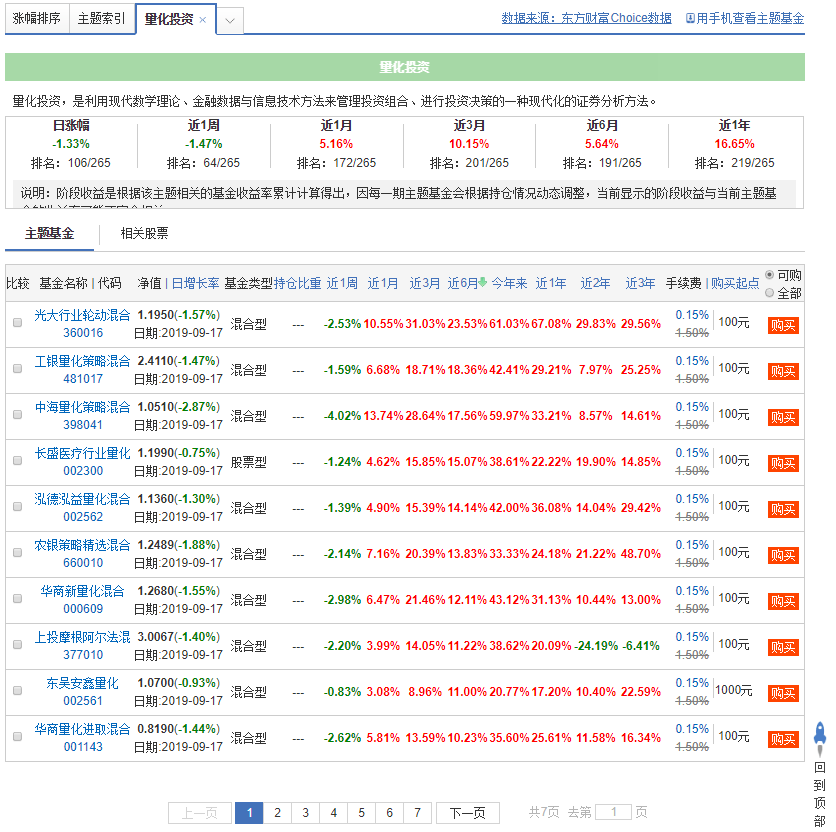 涨幅排序 主题索引 量化投资 × 数据来源：东方财富Choice数据 用手机查看主题基金
量化投资
量化投资，是利用现代数学理论、金融数据与信息技术方法来管理投资组合、进行投资决策的一种现代化的证券分析方法。
日涨幅 近1周 近1月 近3月 近6月 近1年
-1.33% -1.47% 5.16% 10.15% 5.64% 16.65%
排名：106/265 排名：64/265 排名：172/265 排名：201/265 排名：191/265 排名：219/265
说明：阶段收益是根据该主题相关的基金收益率累计计算得出，因每一期主题基金会根据持仓情况动态调整，当前显示的阶段收益与当前主题基
主题基金 相关股票
比较 基金名称 | 代码 净值 | 日增长率 基金类型 持仓比重 近1周 近1月 近3月 近6月 今年来 近1年 近2年 近3年 手续费 | 购买起点 可购
全部
光大行业轮动混合 1.1950(-1.57%) 混合型 --- -2.53% 10.55% 31.03% 23.53% 61.03% 67.08% 29.83% 29.56% 0.15% 100元 购买
360016 日期:2019-09-17 1.50%
工银量化策略混合 2.4110(-1.47%) 混合型 --- -1.59% 6.68% 18.71% 18.36% 42.41% 29.21% 7.97% 25.25% 0.15% 100元 购买
481017 日期:2019-09-17 1.50%
中海量化策略混合 1.0510(-2.87%) 混合型 --- -4.02% 13.74% 28.64% 17.56% 59.97% 33.21% 8.57% 14.61% 0.15% 100元 购买
398041 日期:2019-09-17 1.50%
长盛医疗行业量化 1.1990(-0.75%) 股票型 --- -1.24% 4.62% 15.85% 15.07% 38.61% 22.22% 19.90% 14.85% 0.15% 100元 购买
002300 日期:2019-09-17 1.50%
泓德泓益量化混合 1.1360(-1.30%) 混合型 --- -1.39% 4.90% 15.39% 14.14% 42.00% 36.08% 14.04% 29.42% 0.15% 100元 购买
002562 日期:2019-09-17 1.50%
农银策略精选混合 1.2489(-1.88%) 混合型 --- -2.14% 7.16% 20.39% 13.83% 33.33% 24.18% 21.22% 48.70% 0.15% 100元 购买
660010 日期:2019-09-17 1.50%
华商新量化混合 1.2680(-1.55%) 混合型 --- -2.98% 6.47% 21.46% 12.11% 43.12% 31.13% 10.44% 13.00% 0.15% 100元 购买
000609 日期:2019-09-17 1.50%
上投摩根阿尔法混 3.0067(-1.40%) 混合型 --- -2.20% 3.99% 14.05% 11.22% 38.62% 20.09% -24.19% -6.41% 0.15% 100元 购买
377010 日期:2019-09-17 1.50%
东吴安鑫量化 1.0700(-0.93%) 混合型 --- -0.83% 3.08% 8.96% 11.00% 20.77% 17.20% 10.40% 22.59% 0.15% 1000元 购买
002561 日期:2019-09-17 1.50%
华商量化进取混合 0.8190(-1.44%) 混合型 --- -2.62% 5.81% 13.59% 10.23% 35.60% 25.61% 11.58% 16.34% 0.15% 100元 购买
001143 日期:2019-09-17 1.50%
上一页 1 2 3 4 5 6 7 下一页 共7页 去第 1 页
回
到
顶
部